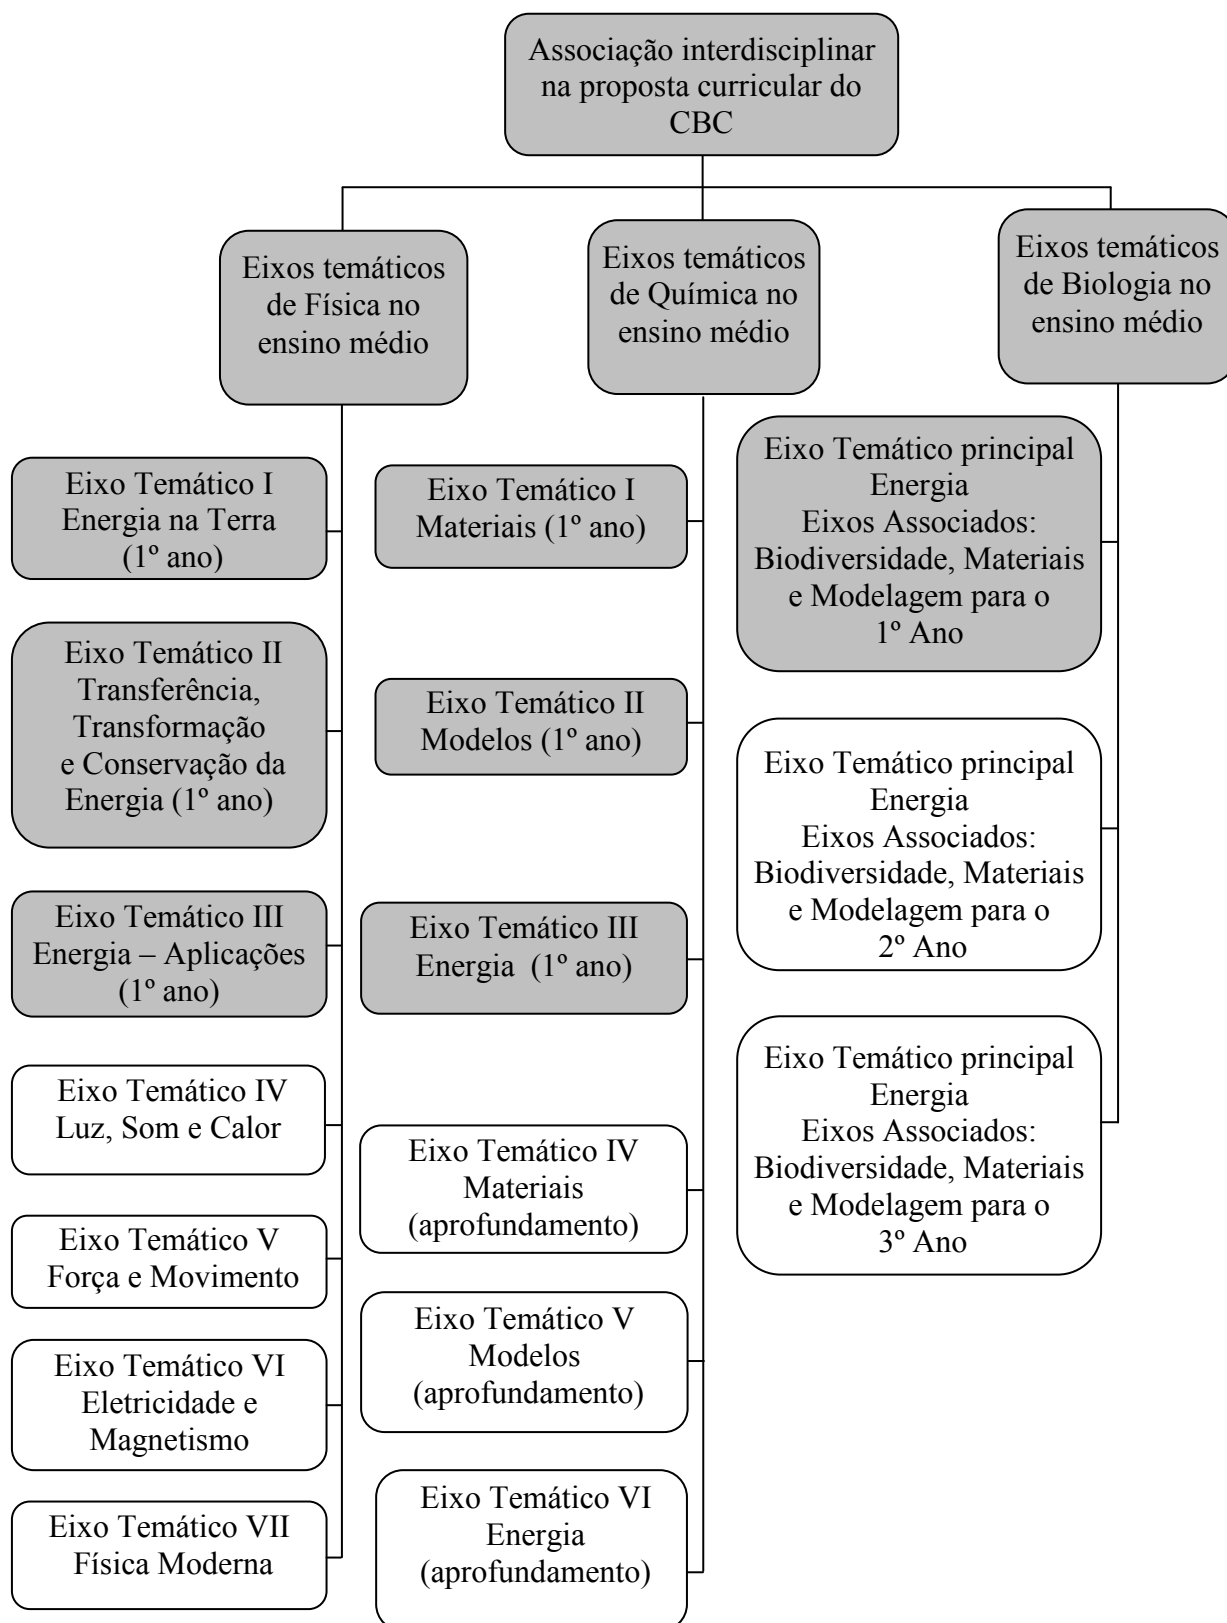 Associação interdisciplinar
na proposta curricular do
CBC
Eixos temáticos
de Física no
ensino médio
Eixos temáticos
de Química no
ensino médio
Eixos temáticos
de Biologia no
ensino médio
Eixo Temático I
Energia na Terra
(1º ano)
Eixo Temático II
Transferência,
Transformação
e Conservação da
Energia (1º ano)
Eixo Temático III
Energia – Aplicações
(1º ano)
Eixo Temático IV
Luz, Som e Calor
Eixo Temático V
Força e Movimento
Eixo Temático VI
Eletricidade e
Magnetismo
Eixo Temático VII
Física Moderna
Eixo Temático I
Materiais (1º ano)
Eixo Temático II
Modelos (1º ano)
Eixo Temático III
Energia (1º ano)
Eixo Temático IV
Materiais
(aprofundamento)
Eixo Temático V
Modelos
(aprofundamento)
Eixo Temático VI
Energia
(aprofundamento)
Eixo Temático principal
Energia
Eixos Associados:
Biodiversidade, Materiais
e Modelagem para o
1º Ano
Eixo Temático principal
Energia
Eixos Associados:
Biodiversidade, Materiais
e Modelagem para o
2º Ano
Eixo Temático principal
Energia
Eixos Associados:
Biodiversidade, Materiais
e Modelagem para o
3º Ano